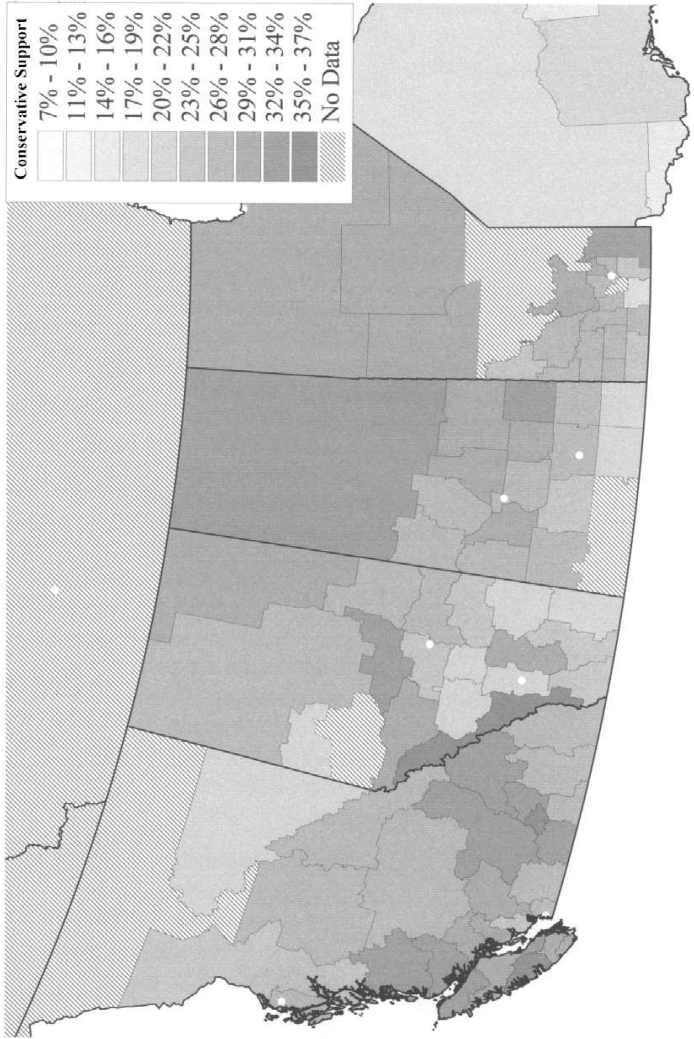 Conservative Support
7% - 10%
11% - 13%
14% - 16%
17% - 19%
20% - 22%
23% - 25%
26% - 28%
29% - 31%
32% - 34%
35% - 37%
No Data